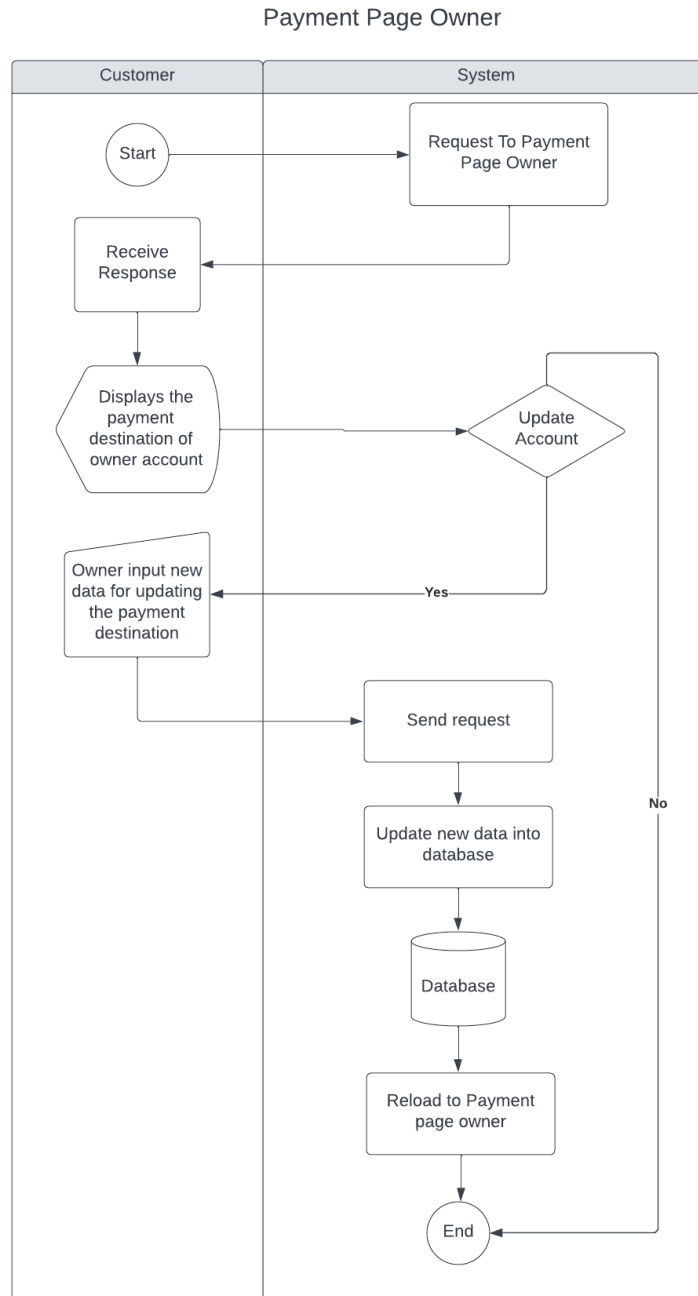 Payment Page Owner
Customer
System
Start
Request To Payment
Page Owner
Receive
Response
Displays the
payment
destination of
owner account
Update
Account
Owner input new
data for updating
the payment
destination
Yes
Send request
No
Update new data into
database
Database
Reload to Payment
page owner
End